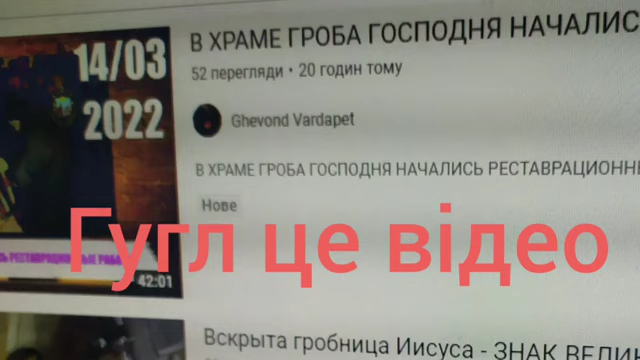 В ХРАМЕ ГРОБА ГОСПОДНЯ НАЧАЛИС
14/03
2022
52 перегляди • 20 годин тому
Ghevond Vardapet
В ХРАМЕ ГРОБА ГОСПОДНЯ НАЧАЛИСЬ РЕСТАВРАЦИОНН
Нове
Гугл це відео
42:01
Вскрыта гробница Иисуса - ЗНАК ВЕЛИ